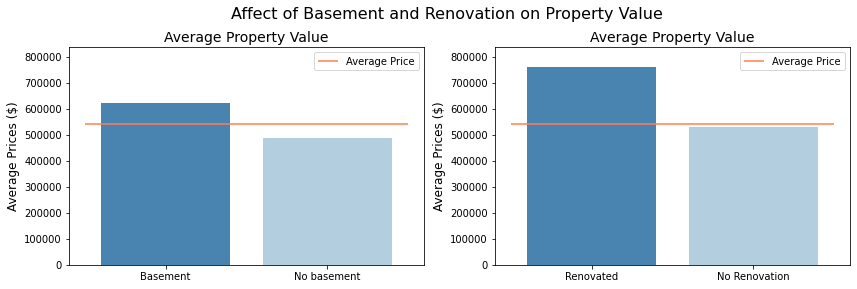 Affect of Basement and Renovation on Property Value
Average Property Value
Average Price
800000
700000
600000
500000
400000
300000
200000
100000
0
Average Prices ($)
Basement
No basement
Average Property Value
Average Price
800000
700000
600000
500000
400000
300000
200000
100000
0
Average Prices ($)
Renovated
No Renovation